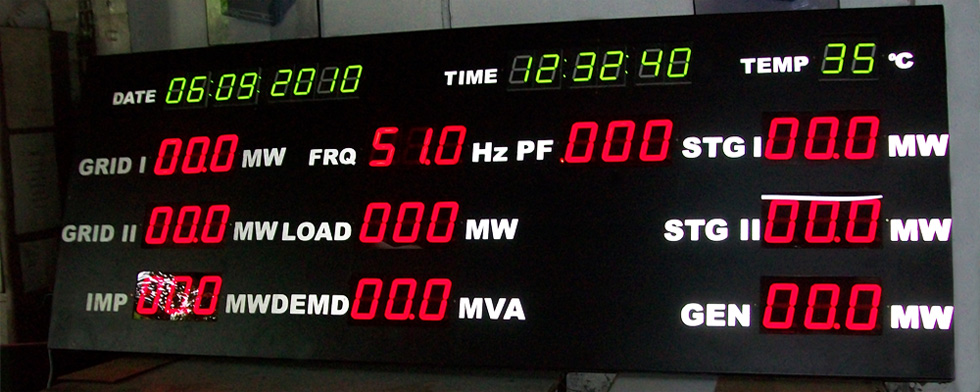 DATE 06:09: 2010 TIME 12:32: 40 TEMP 35 °C
GRID I 00.0 MW FRQ 51.0 Hz PF .000 STG I 00.0 MW
GRID II 00.0 MW LOAD 000 MW STG II 00.0 MW
IMP 00.0 MW DEMD 00.0 MVA GEN 00.0 MW